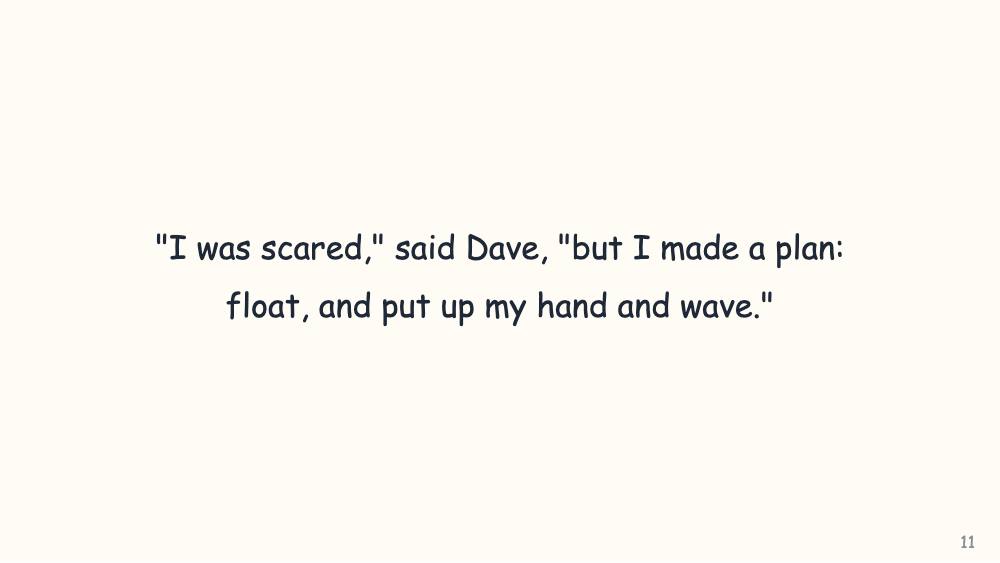 "I was scared," said Dave, "but I made a plan:
float, and put up my hand and wave."
11